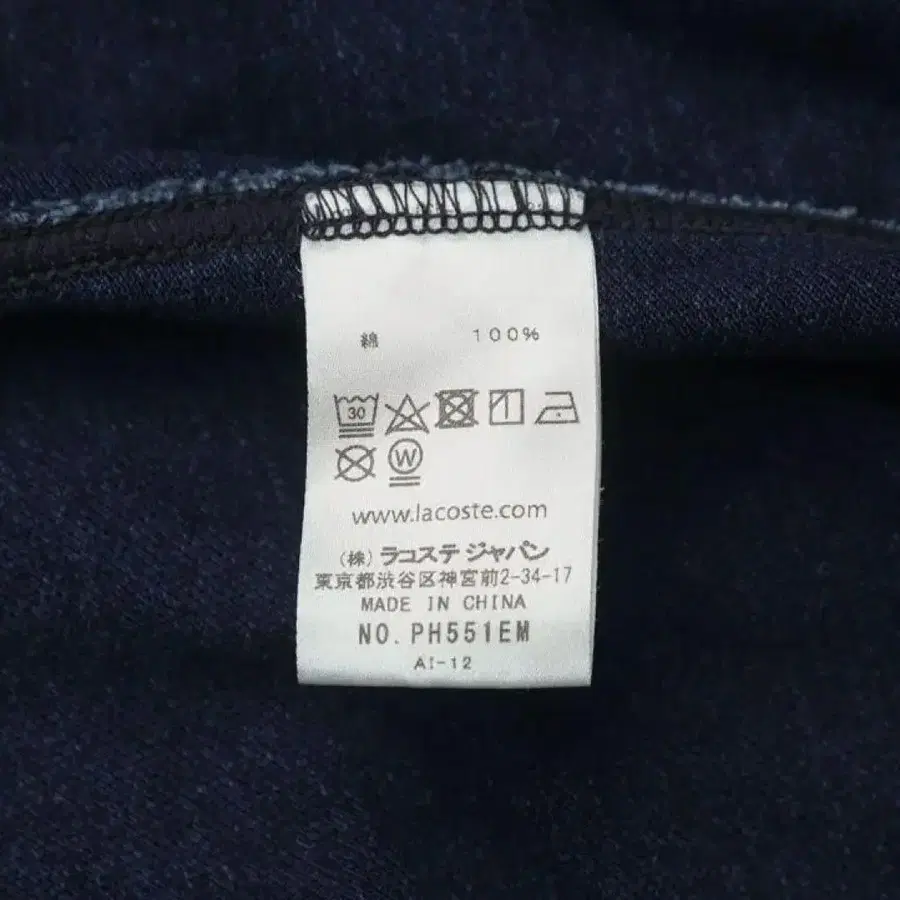 綿 100%
30
W
www.lacoste.com
(株) ラコステ ジャパン
東京都渋谷区神宮前2-34-17
MADE IN CHINA
NO. PH551EM
AI-12